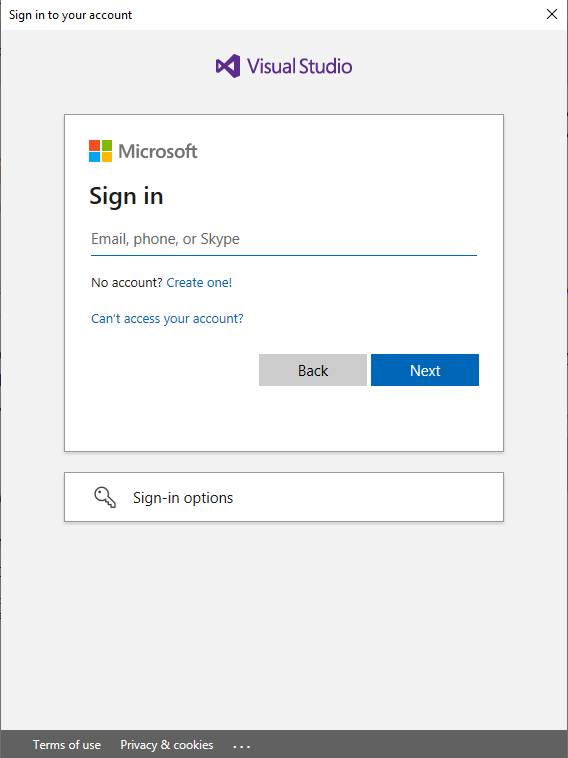 Sign in to your account
Visual Studio
Microsoft
Sign in
Email, phone, or Skype
No account? Create one!
Can't access your account?
Back Next
Sign-in options
Terms of use Privacy & cookies ...